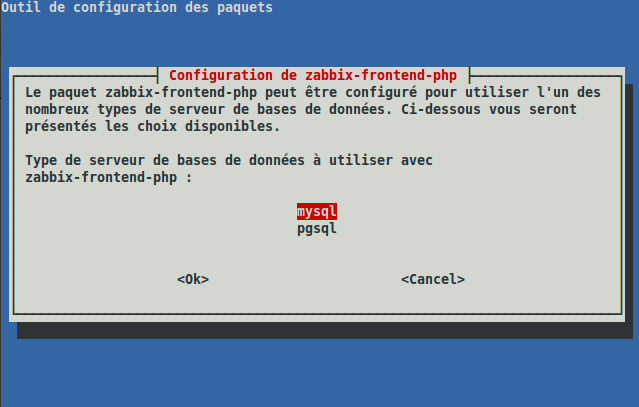 Outil de configuration des paquets
Configuration de zabbix-frontend-php
Le paquet zabbix-frontend-php peut être configuré pour utiliser l'un des
nombreux types de serveur de bases de données. Ci-dessous vous seront
présentés les choix disponibles.
Type de serveur de bases de données à utiliser avec
zabbix-frontend-php :
mysql
pgsql
<Ok> <Cancel>